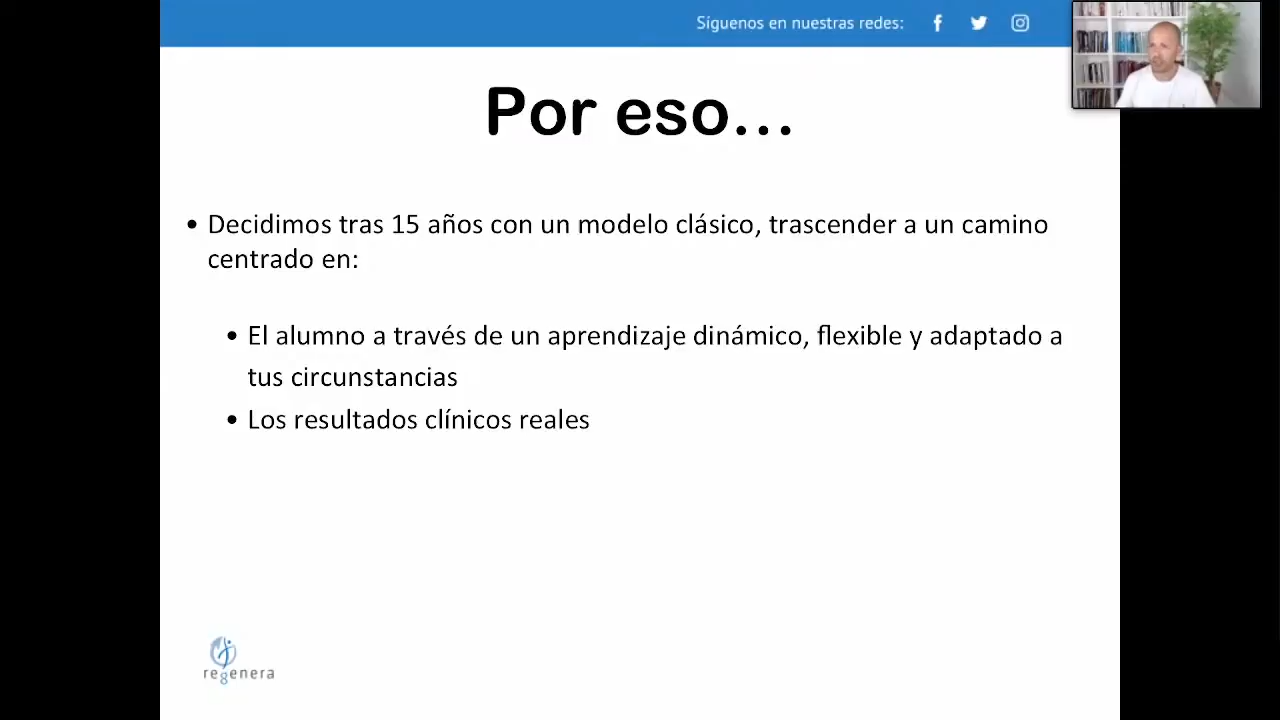 Síguenos en nuestras redes:
Por eso...
• Decidimos tras 15 años con un modelo clásico, trascender a un camino
centrado en:
• El alumno a través de un aprendizaje dinámico, flexible y adaptado a
tus circunstancias
• Los resultados clínicos reales
regenera